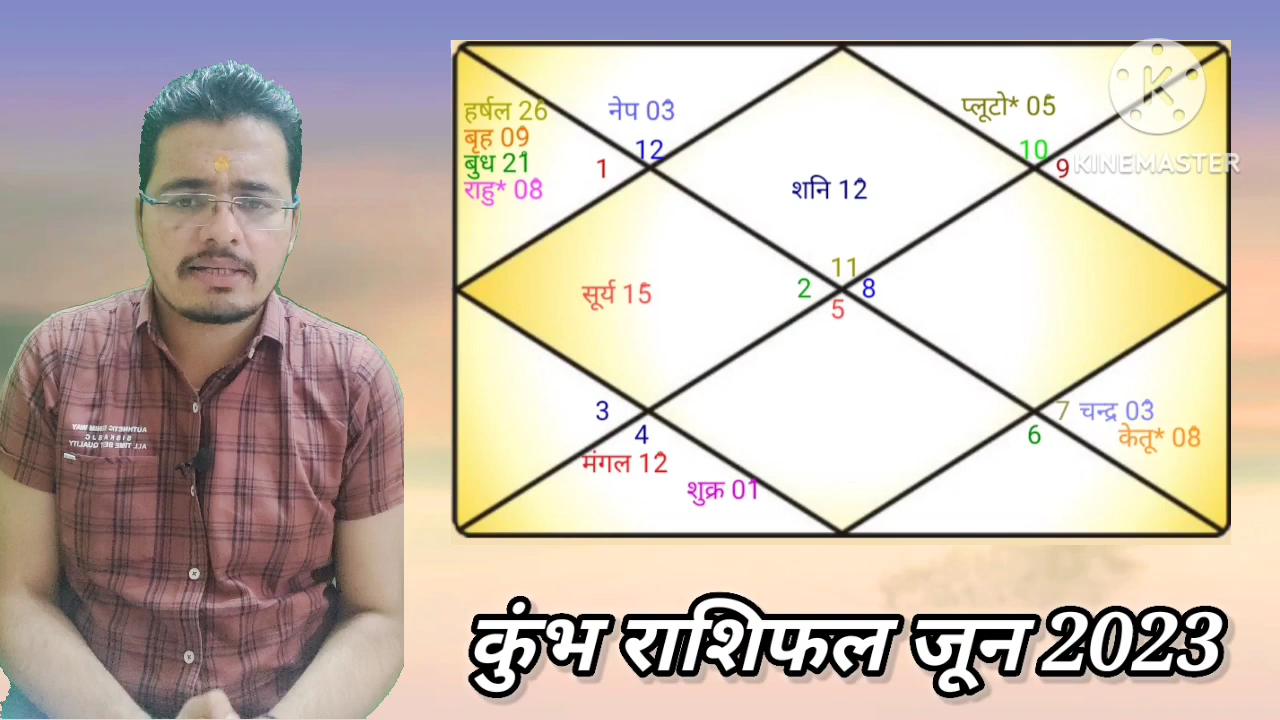 हर्षल 26
नेप 03
प्लूटो* 05
बृह 09
बुध 21
राहु* 08
12
1
10
9
KINEMASTER
शनि 12
11
2
8
5
सूर्य 15
3
4
मंगल 12
शुक्र 01
7 चन्द्र 03
6
केतू* 08
कुंभ राशिफल जून 2023